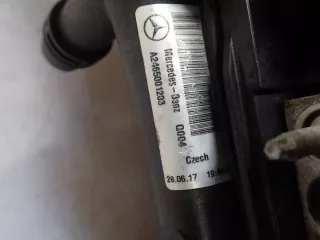 Mercedes-Benz
A2465001203
Q004
Czech
28.06.17